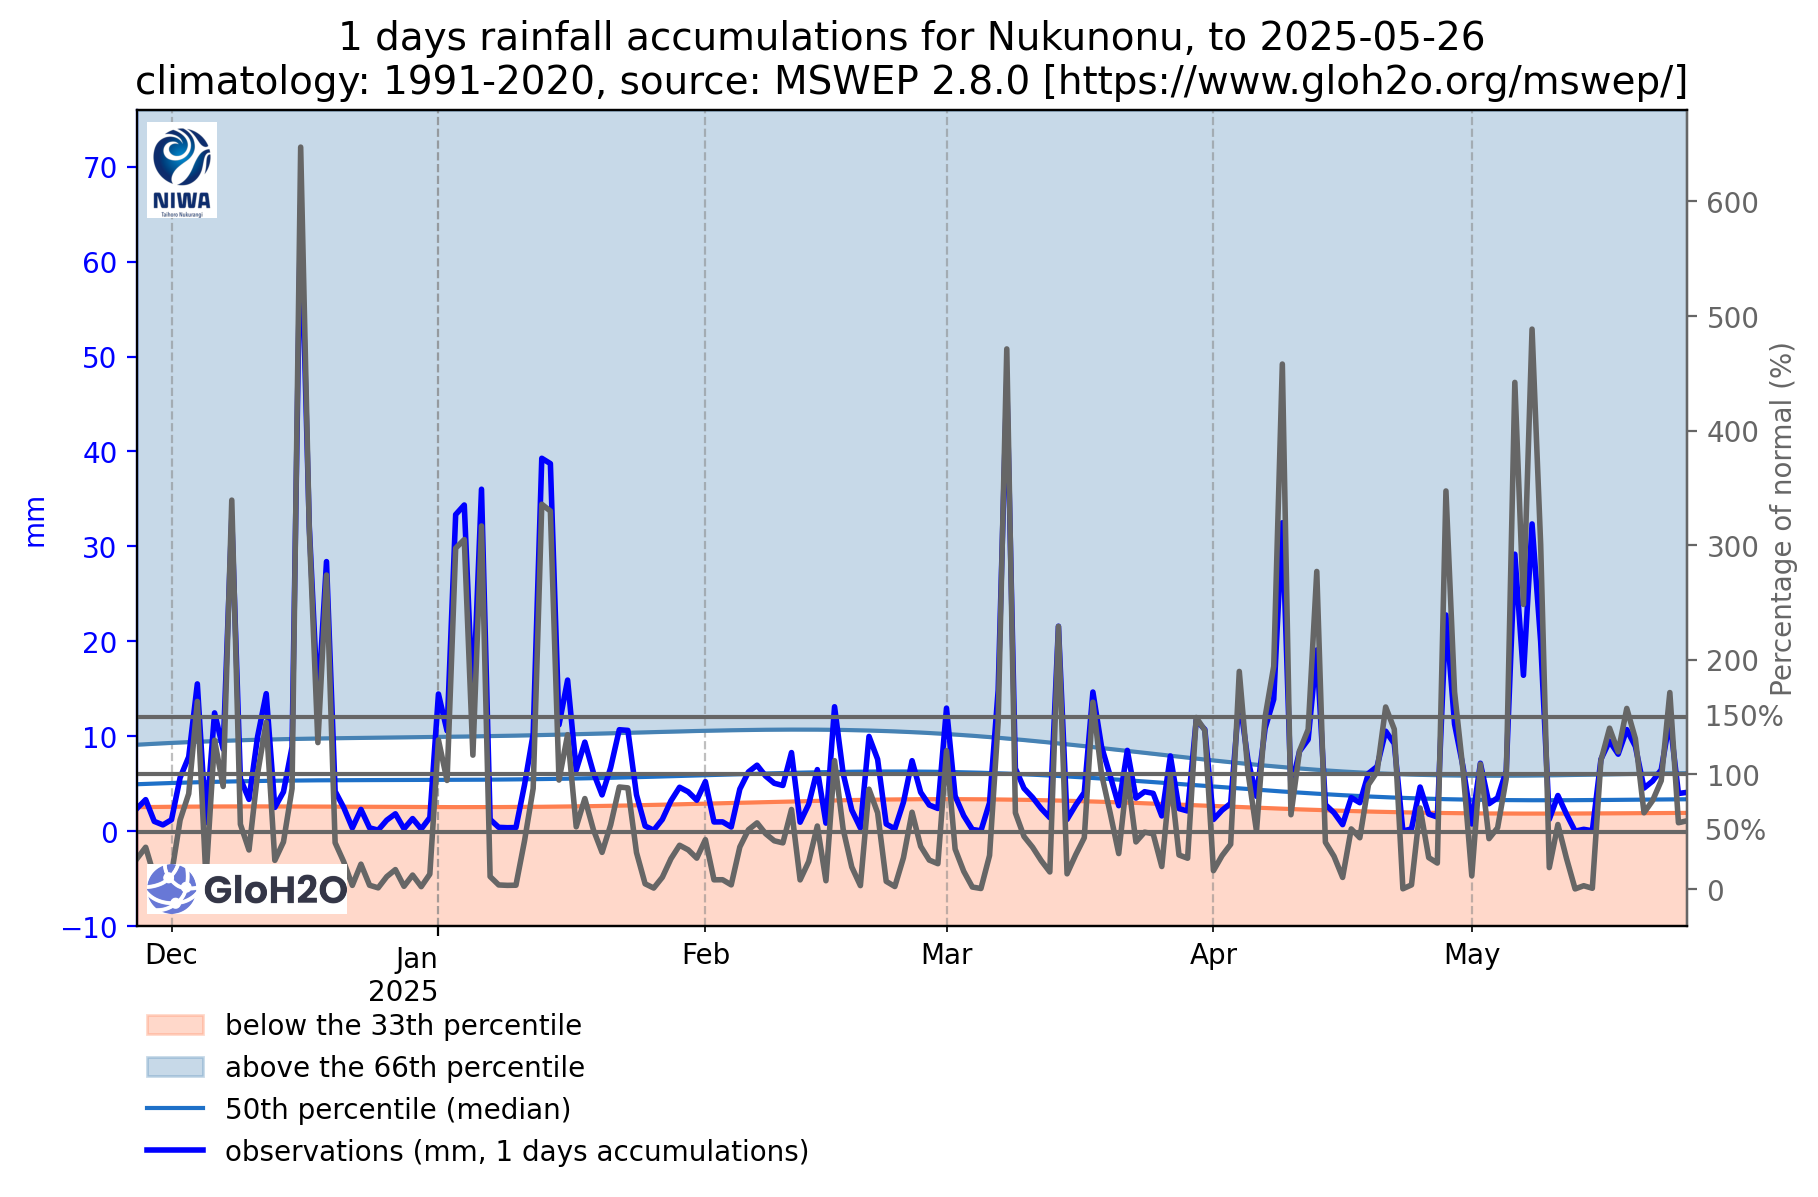 1 days rainfall accumulations for Nukunonu, to 2025-05-26
climatology: 1991-2020, source: MSWEP 2.8.0 [https://www.gloh2o.org/mswep/]
NIWA
Taihoro Nukurangi
70
60
50
40
30
20
10
0
−10
mm
600
500
400
300
200
150%
100
50%
0
Percentage of normal (%)
GloH2O
Dec
Jan
2025
Feb
Mar
Apr
May
below the 33th percentile
above the 66th percentile
50th percentile (median)
observations (mm, 1 days accumulations)